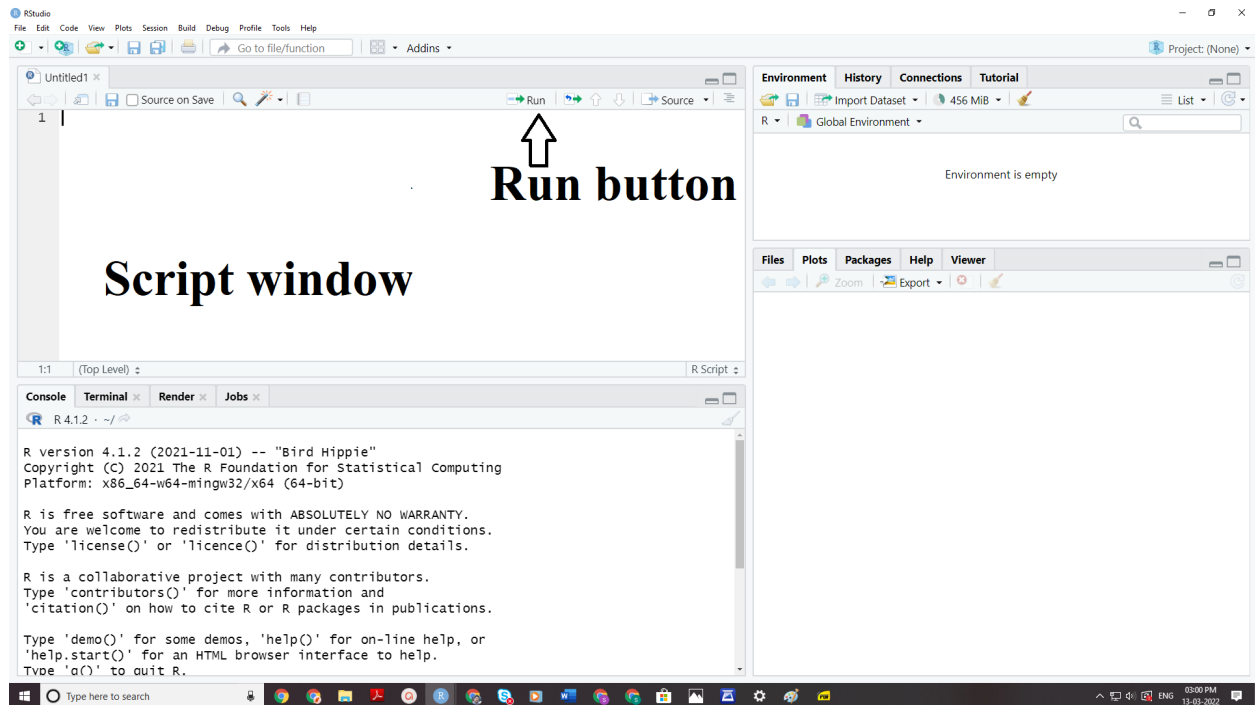 RStudio
File Edit Code View Plots Session Build Debug Profile Tools Help
Go to file/function Addins Project: (None)
Untitled1
Source on Save Run Source
1
Run button
Script window
1:1 (Top Level) R Script
Console Terminal Render Jobs
R 4.1.2 · ~/
R version 4.1.2 (2021-11-01) -- "Bird Hippie"
Copyright (C) 2021 The R Foundation for Statistical Computing
Platform: x86_64-w64-mingw32/x64 (64-bit)
R is free software and comes with ABSOLUTELY NO WARRANTY.
You are welcome to redistribute it under certain conditions.
Type 'license()' or 'licence()' for distribution details.
R is a collaborative project with many contributors.
Type 'contributors()' for more information and
'citation()' on how to cite R or R packages in publications.
Type 'demo()' for some demos, 'help()' for on-line help, or
'help.start()' for an HTML browser interface to help.
Type 'q()' to quit R.
Environment History Connections Tutorial
Import Dataset 456 MiB List
R Global Environment
Environment is empty
Files Plots Packages Help Viewer
Zoom Export
Type here to search
ENG 03:00 PM
13-03-2022